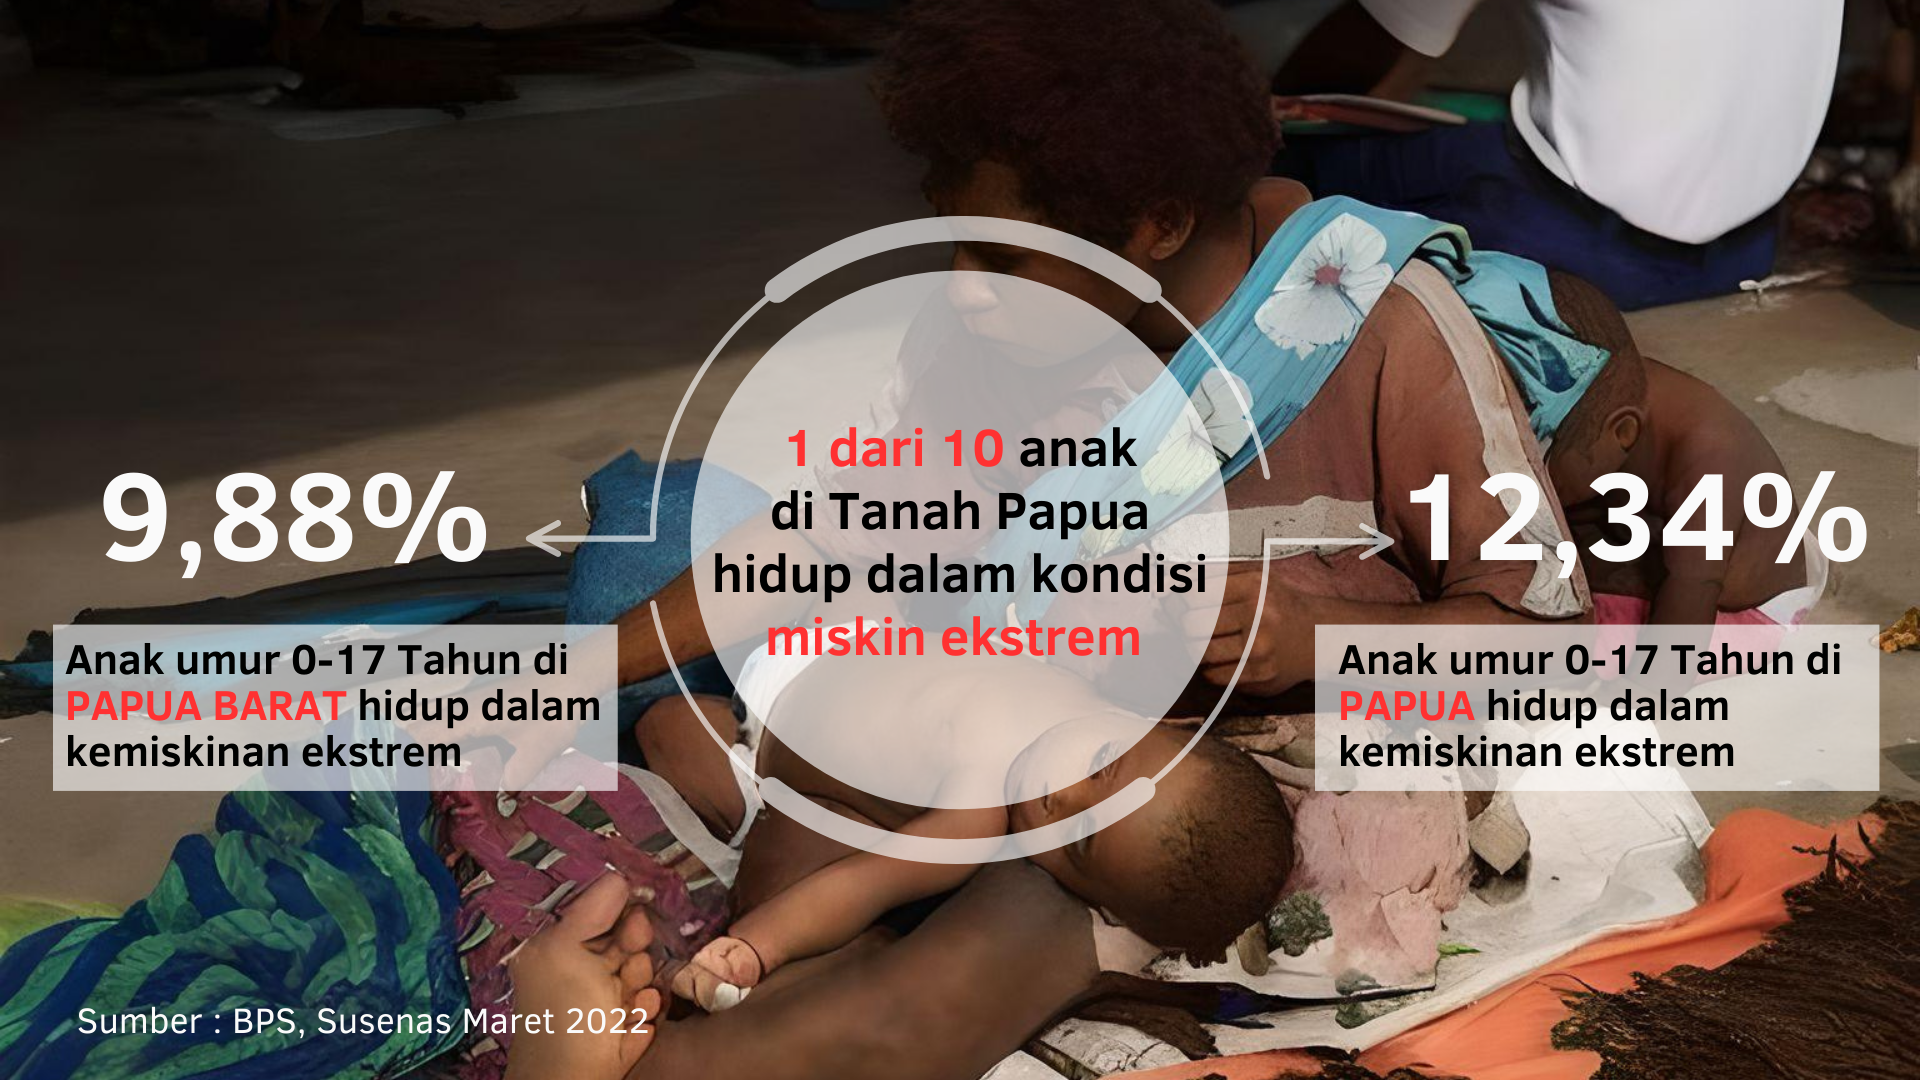 1 dari 10 anak
di Tanah Papua
hidup dalam kondisi
miskin ekstrem
9,88%
Anak umur 0-17 Tahun di
PAPUA BARAT hidup dalam
kemiskinan ekstrem
12,34%
Anak umur 0-17 Tahun di
PAPUA hidup dalam
kemiskinan ekstrem
Sumber : BPS, Susenas Maret 2022